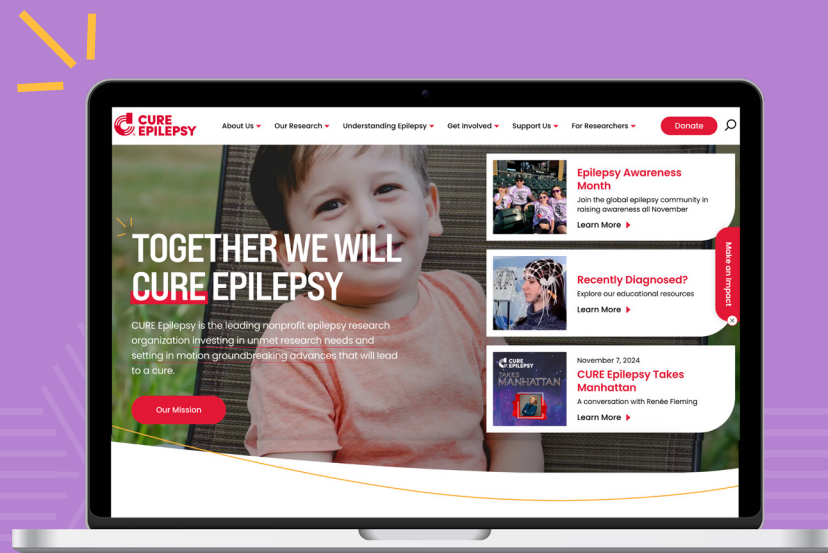 CURE
EPILEPSY
About Us
Our Research
Understanding Epilepsy
Get Involved
Support Us
For Researchers
Donate
TOGETHER WE WILL
CURE EPILEPSY
CURE Epilepsy is the leading nonprofit epilepsy research
organization investing in unmet research needs and
setting in motion groundbreaking advances that will lead
to a cure.
Our Mission
Epilepsy Awareness
Month
Join the global epilepsy community in
raising awareness all November
Learn More
Recently Diagnosed?
Explore our educational resources
Learn More
CURE
EPILEPSY
TAKES
MANHATTAN
November 7, 2024
CURE Epilepsy Takes
Manhattan
A conversation with Renée Fleming
Learn More
Make an Impact